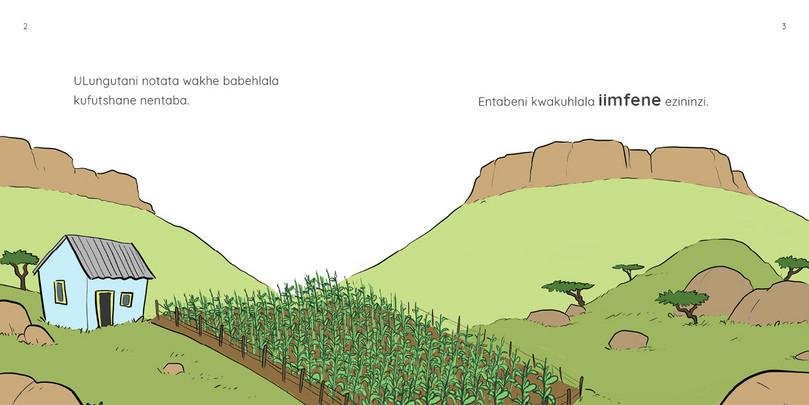 2
ULungutani notata wakhe babehlala
kufutshane nentaba.
3
Entabeni kwakuhlala iimfene ezininzi.